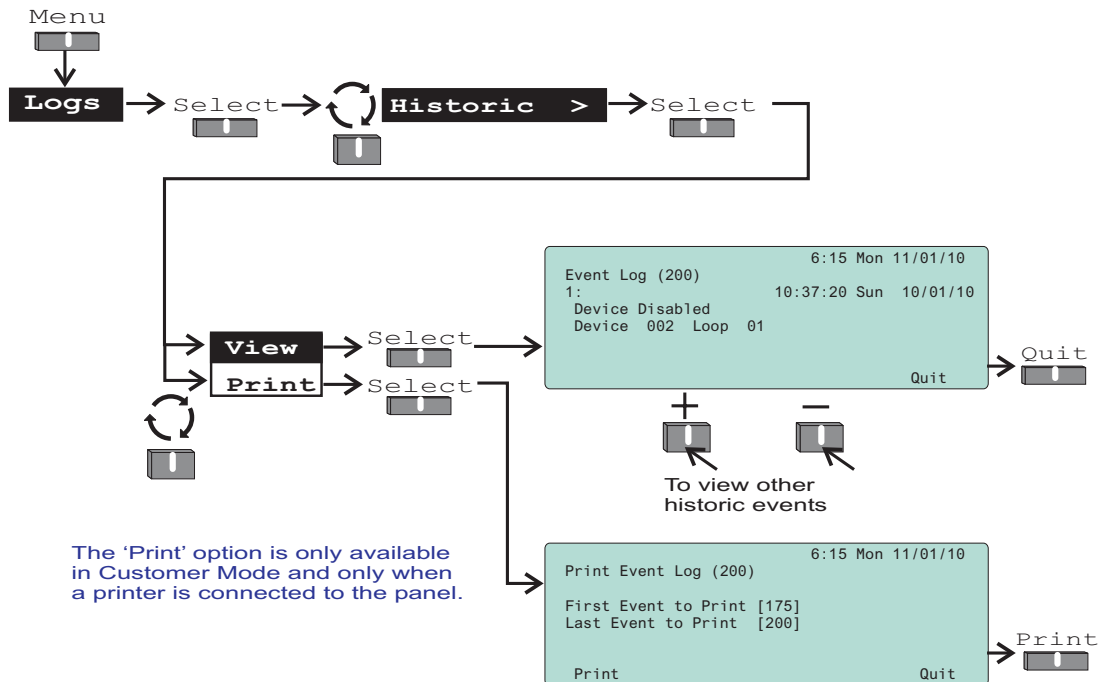 Menu
Logs
Select
Historic >
Select
6:15 Mon 11/01/10
Event Log (200)
1: 10:37:20 Sun 10/01/10
Device Disabled
Device 002 Loop 01
Quit
View
Select
Quit
Print
Select
+ −
To view other
historic events
The ‘Print’ option is only available
in Customer Mode and only when
a printer is connected to the panel.
6:15 Mon 11/01/10
Print Event Log (200)
First Event to Print [175]
Last Event to Print [200]
Print Quit
Print